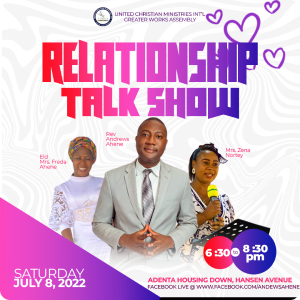 UNITED CHRISTIAN MINISTRIES INT'L
GREATER WORKS ASSEMBLY
RELATIONSHIP
TALK SHOW
Rev
Andrews
Ahene
Eld
Mrs. Freda
Ahene
Mrs. Zena
Nortey
6:30 to 8:30
pm
SATURDAY
JULY 8, 2022
ADENTA HOUSING DOWN, HANSEN AVENUE
FACEBOOK LIVE @ WWW.FACEBOOK.COM/ANDEWSAHENE